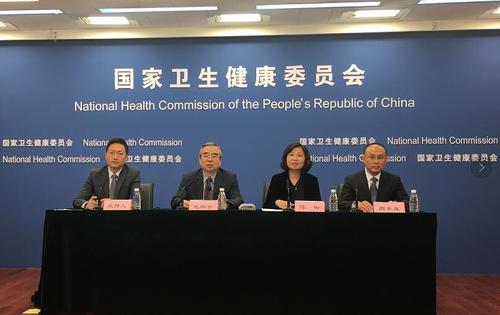 国家卫生健康委员会
National Health Commission of the People's Republic of China
国家卫生健康委员会 National Health Commission
国家卫生健康委员会
National Health Commission 国家卫生健康委员会
National Health Commission
National Health Commission
国家卫生健康委员会
主持人